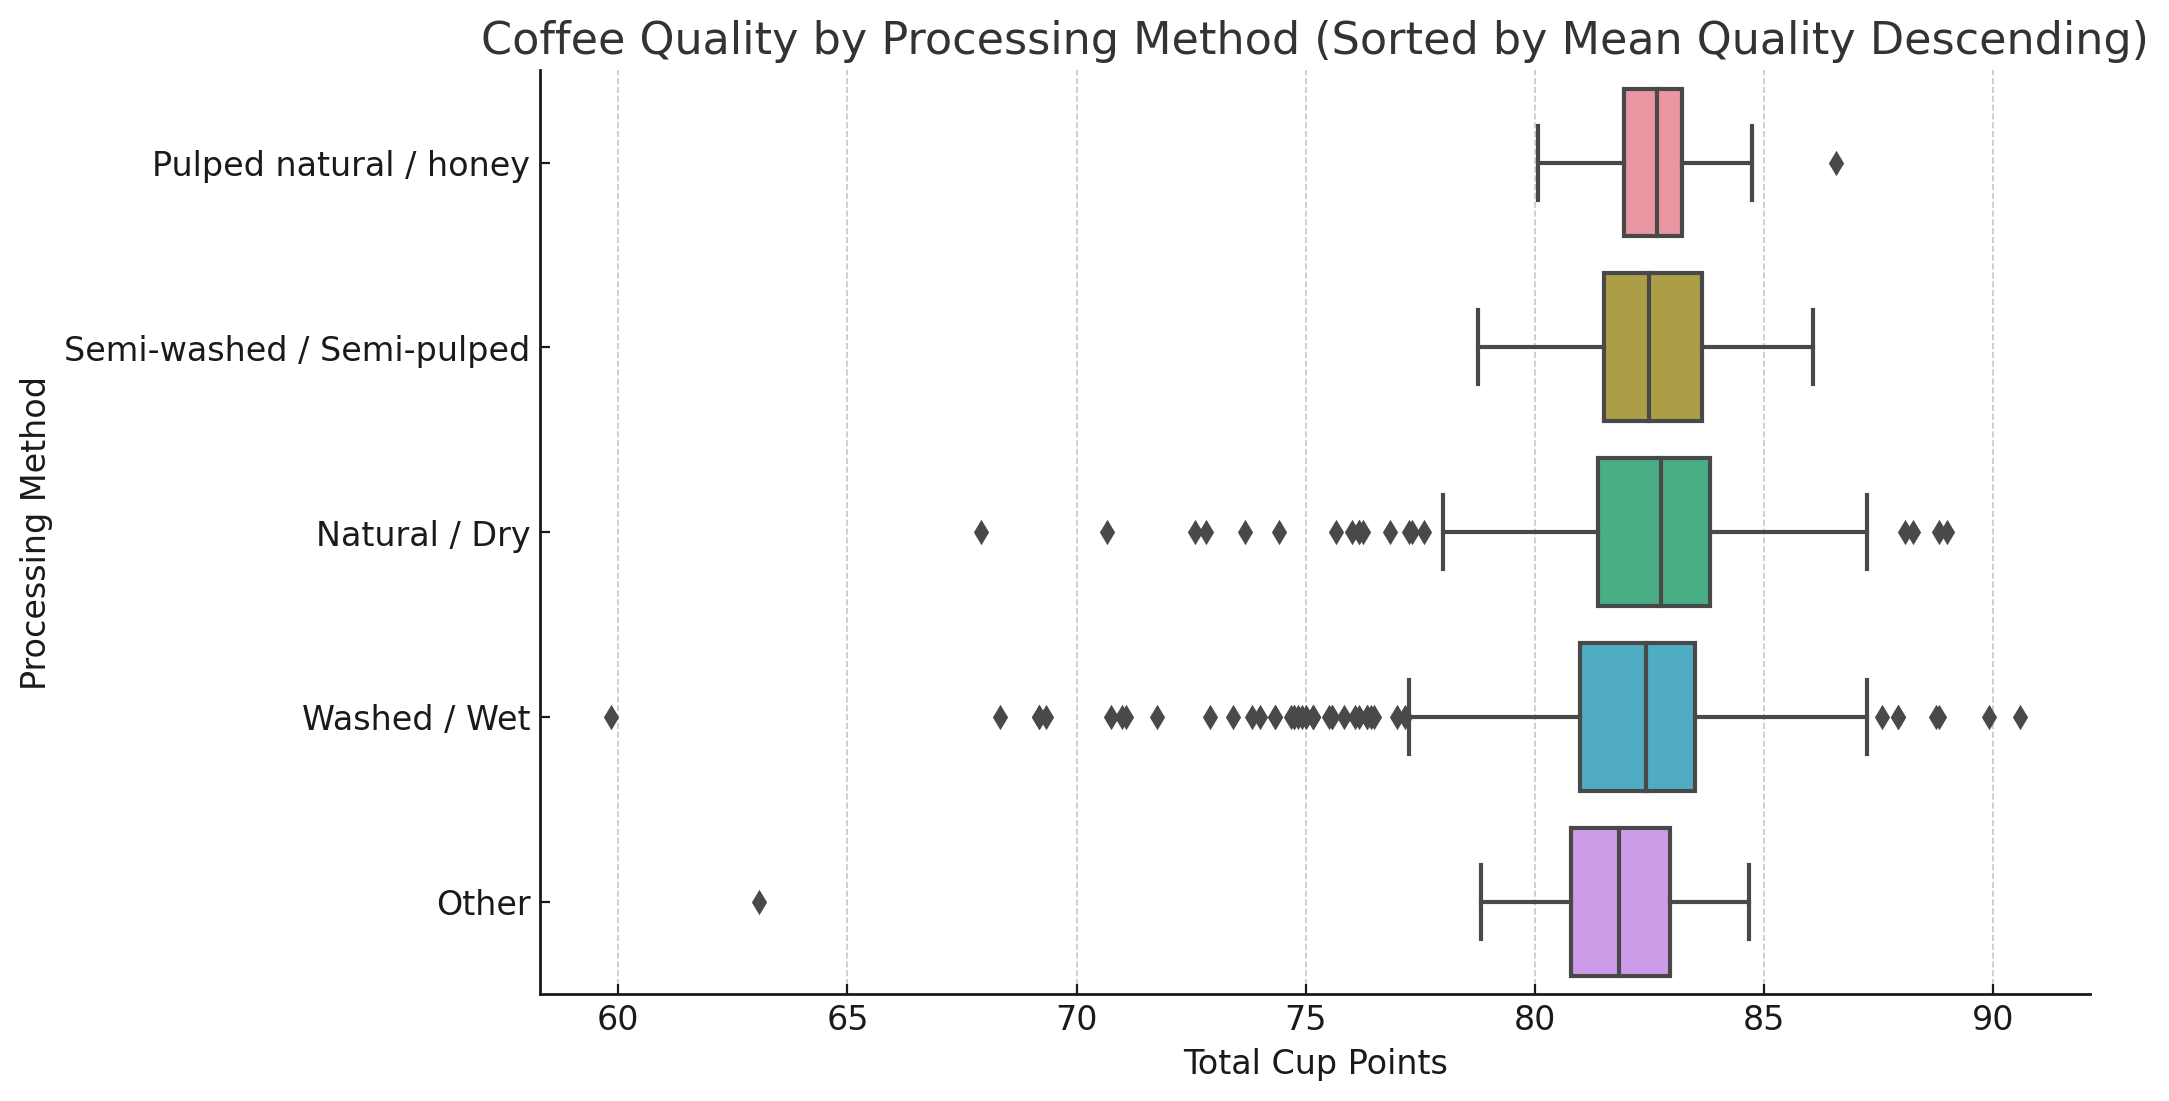 Coffee Quality by Processing Method (Sorted by Mean Quality Descending)
Processing Method
Pulped natural / honey
Semi-washed / Semi-pulped
Natural / Dry
Washed / Wet
Other
60 65 70 75 80 85 90
Total Cup Points